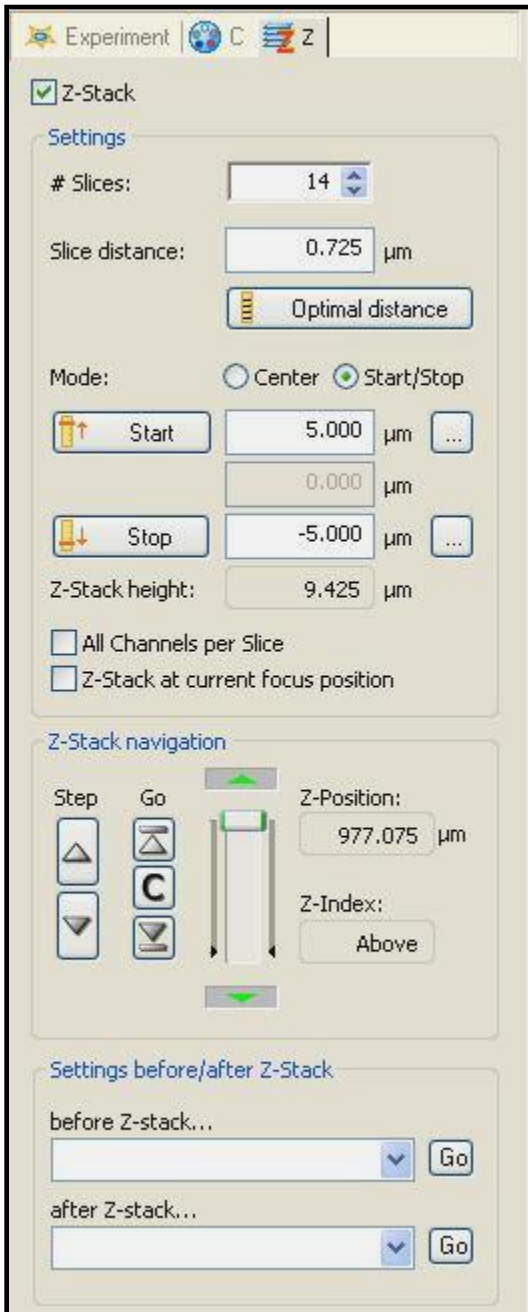 Experiment C Z
Z-Stack
Settings
# Slices: 14
Slice distance: 0.725 µm
Optimal distance
Mode: Center Start/Stop
Start 5.000 µm ...
0.000 µm
Stop -5.000 µm ...
Z-Stack height: 9.425 µm
All Channels per Slice
Z-Stack at current focus position
Z-Stack navigation
Step Go Z-Position:
977.075 µm
C
Z-Index:
Above
Settings before/after Z-Stack
before Z-stack...
Go
after Z-stack...
Go